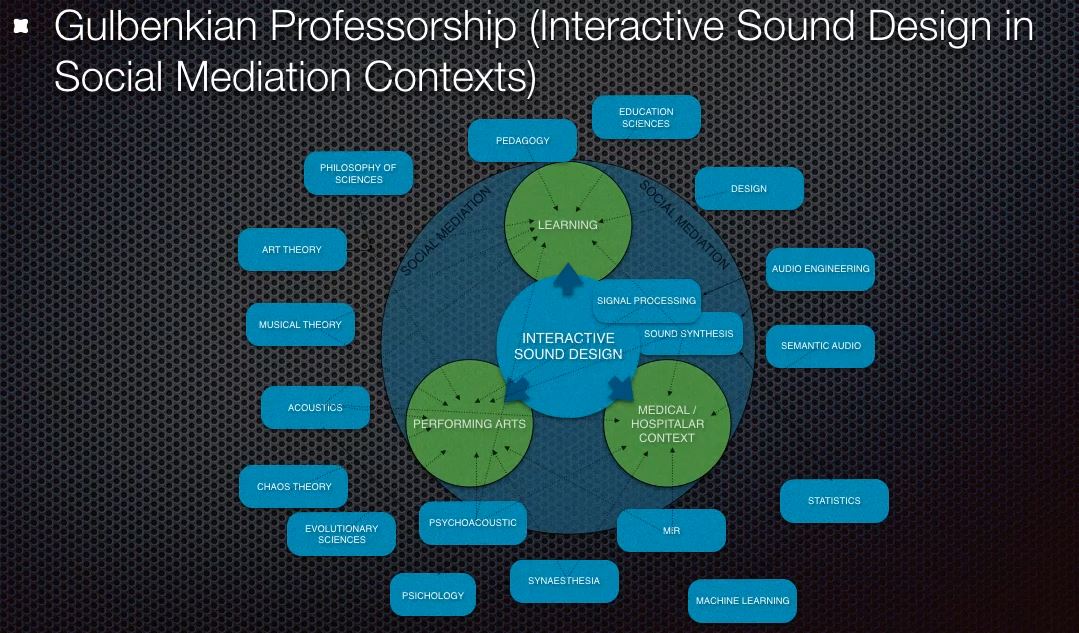 Gulbenkian Professorship (Interactive Sound Design in
Social Mediation Contexts)
EDUCATION
SCIENCES
PEDAGOGY
PHILOSOPHY OF
SCIENCES
DESIGN
SOCIAL MEDIATION
SOCIAL MEDIATION
LEARNING
ART THEORY
AUDIO ENGINEERING
SIGNAL PROCESSING
MUSICAL THEORY
SOUND SYNTHESIS
INTERACTIVE
SOUND DESIGN
SEMANTIC AUDIO
ACOUSTICS
PERFORMING ARTS
MEDICAL /
HOSPITALAR
CONTEXT
CHAOS THEORY
STATISTICS
EVOLUTIONARY
SCIENCES
PSYCHOACOUSTIC
MIR
SYNAESTHESIA
PSICHOLOGY
MACHINE LEARNING